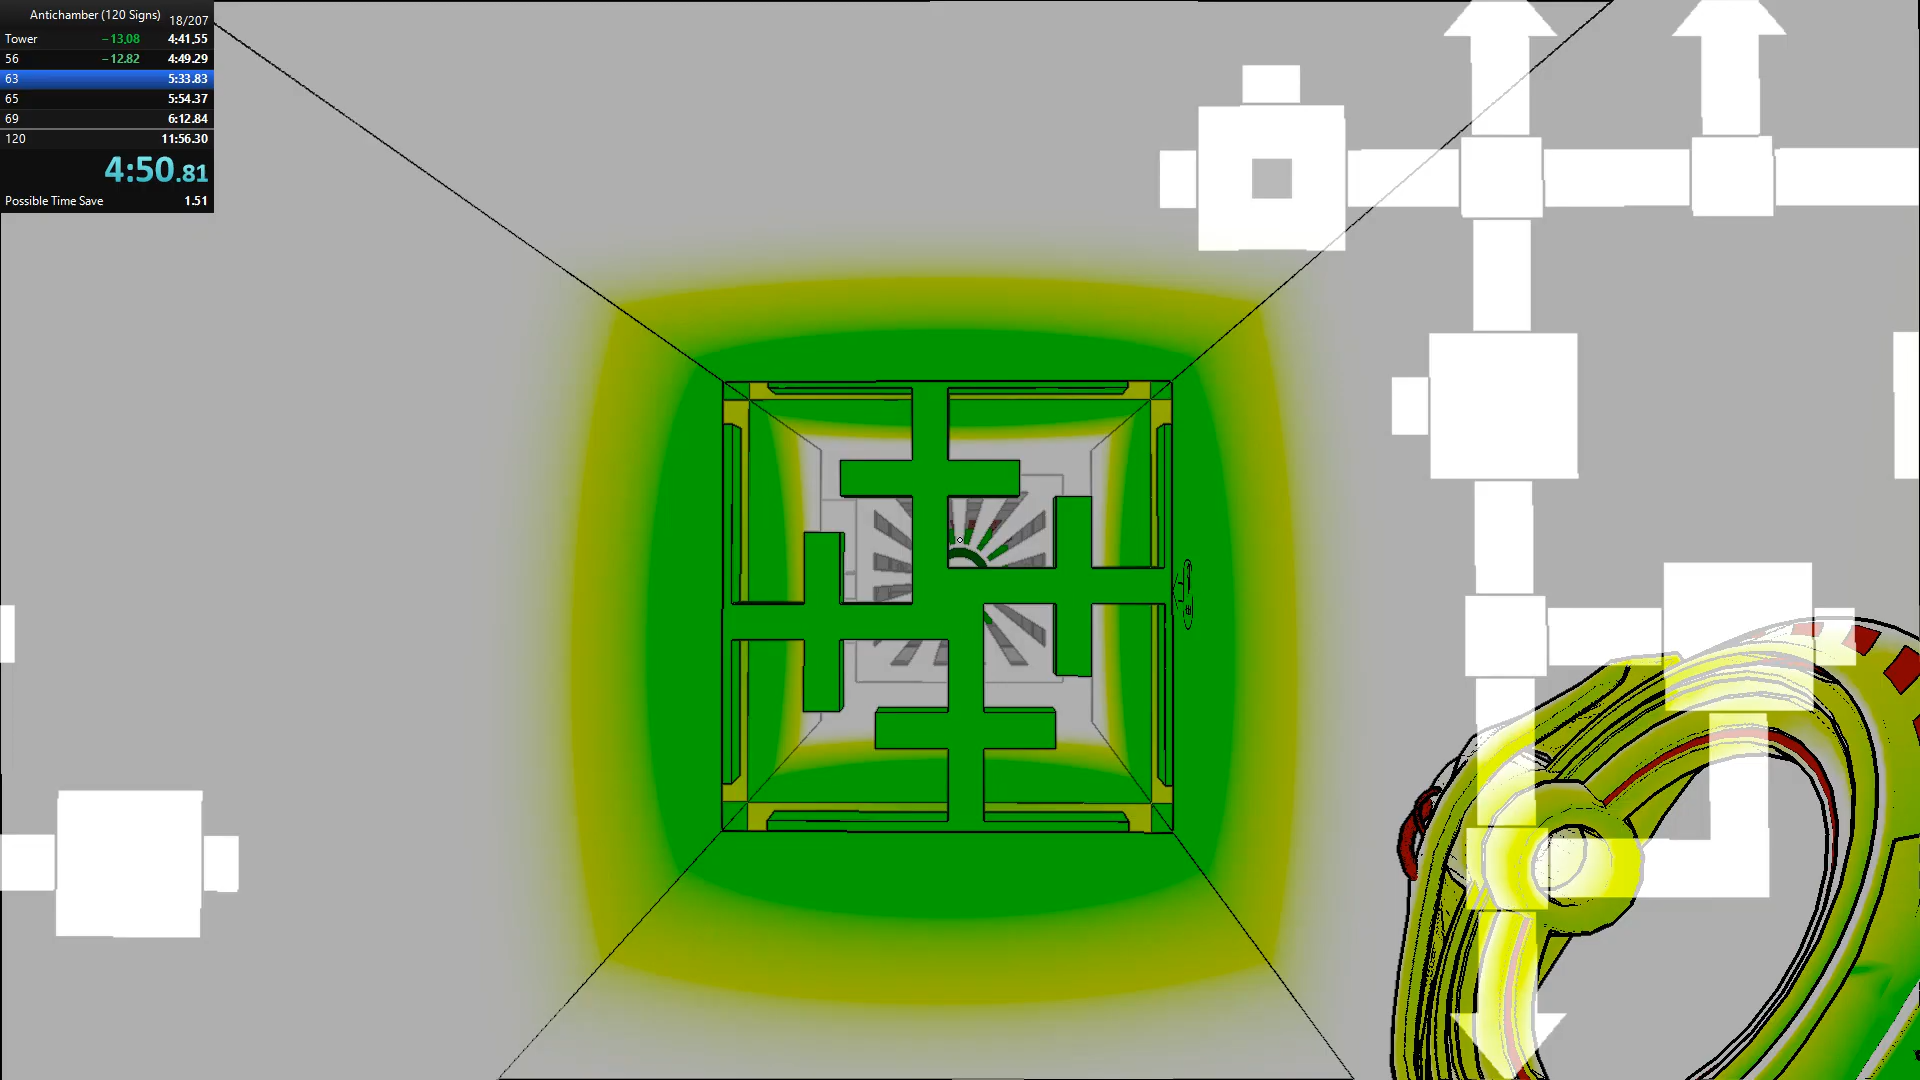 Antichamber (120 Signs) 18/207
Tower −13.08 4:41.55
56 −12.82 4:49.29
63 5:33.83
65 5:54.37
69 6:12.84
120 11:56.30
4:50.81
Possible Time Save 1.51